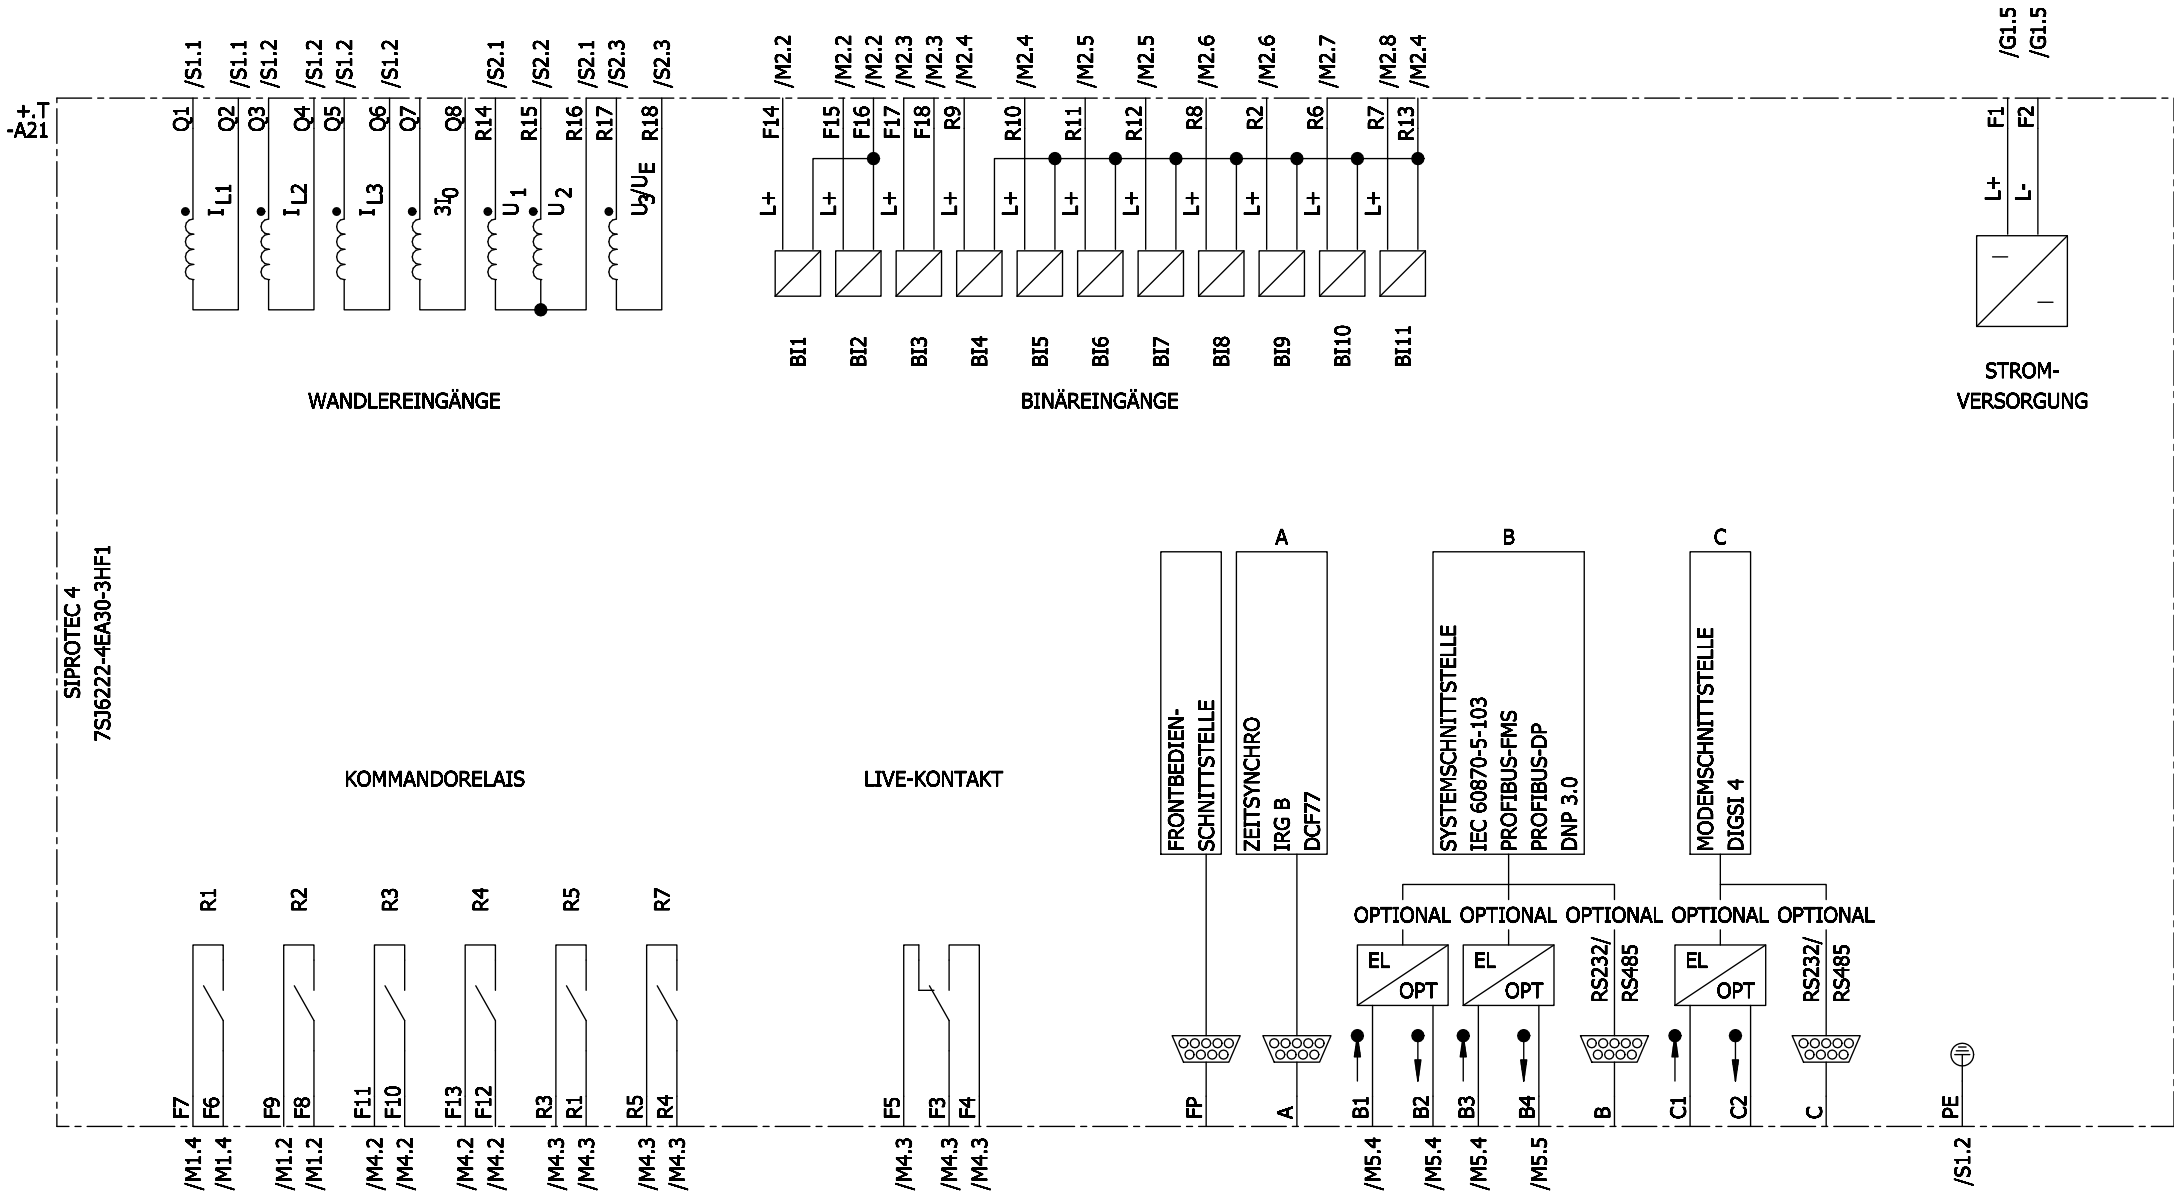 /S1.1 /S1.1 /S1.2 /S1.2 /S1.2 /S1.2 /S2.1 /S2.2 /S2.1 /S2.3 /S2.3 /M2.2 /M2.2 /M2.2 /M2.3 /M2.3 /M2.4 /M2.4 /M2.5 /M2.5 /M2.6 /M2.6 /M2.7 /M2.8 /M2.4 /G1.5 /G1.5
+.T
-A21
Q1 Q2 Q3 Q4 Q5 Q6 Q7 Q8 R14 R15 R16 R17 R18 F14 F15 F16 F17 F18 R9 R10 R11 R12 R8 R2 R6 R7 R13 F1 F2
IL1 IL2 IL3 3I0 U1 U2 U3/UE L+ L+ L+ L+ L+ L+ L+ L+ L+ L+ L+ L+ L-
BI1 BI2 BI3 BI4 BI5 BI6 BI7 BI8 BI9 BI10 BI11
WANDLEREINGÄNGE
BINÄREINGÄNGE
STROM-
VERSORGUNG
SIPROTEC 4
7SJ6222-4EA30-3HF1
A B C
FRONTBEDIEN-
SCHNITTSTELLE
ZEITSYNCHRO
IRG B
DCF77
SYSTEMSCHNITTSTELLE
IEC 60870-5-103
PROFIBUS-FMS
PROFIBUS-DP
DNP 3.0
MODEMSCHNITTSTELLE
DIGSI 4
KOMMANDORELAIS
LIVE-KONTAKT
R1 R2 R3 R4 R5 R7
OPTIONAL OPTIONAL OPTIONAL OPTIONAL OPTIONAL
EL
OPT
EL
OPT
RS232/
RS485
EL
OPT
RS232/
RS485
F7 F6 F9 F8 F11 F10 F13 F12 R3 R1 R5 R4 F5 F3 F4 FP A B1 B2 B3 B4 B C1 C2 C PE
/M1.4 /M1.4 /M1.2 /M1.2 /M4.2 /M4.2 /M4.2 /M4.2 /M4.3 /M4.3 /M4.3 /M4.3 /M4.3 /M4.3 /M4.3 /M5.4 /M5.4 /M5.4 /M5.5 /S1.2